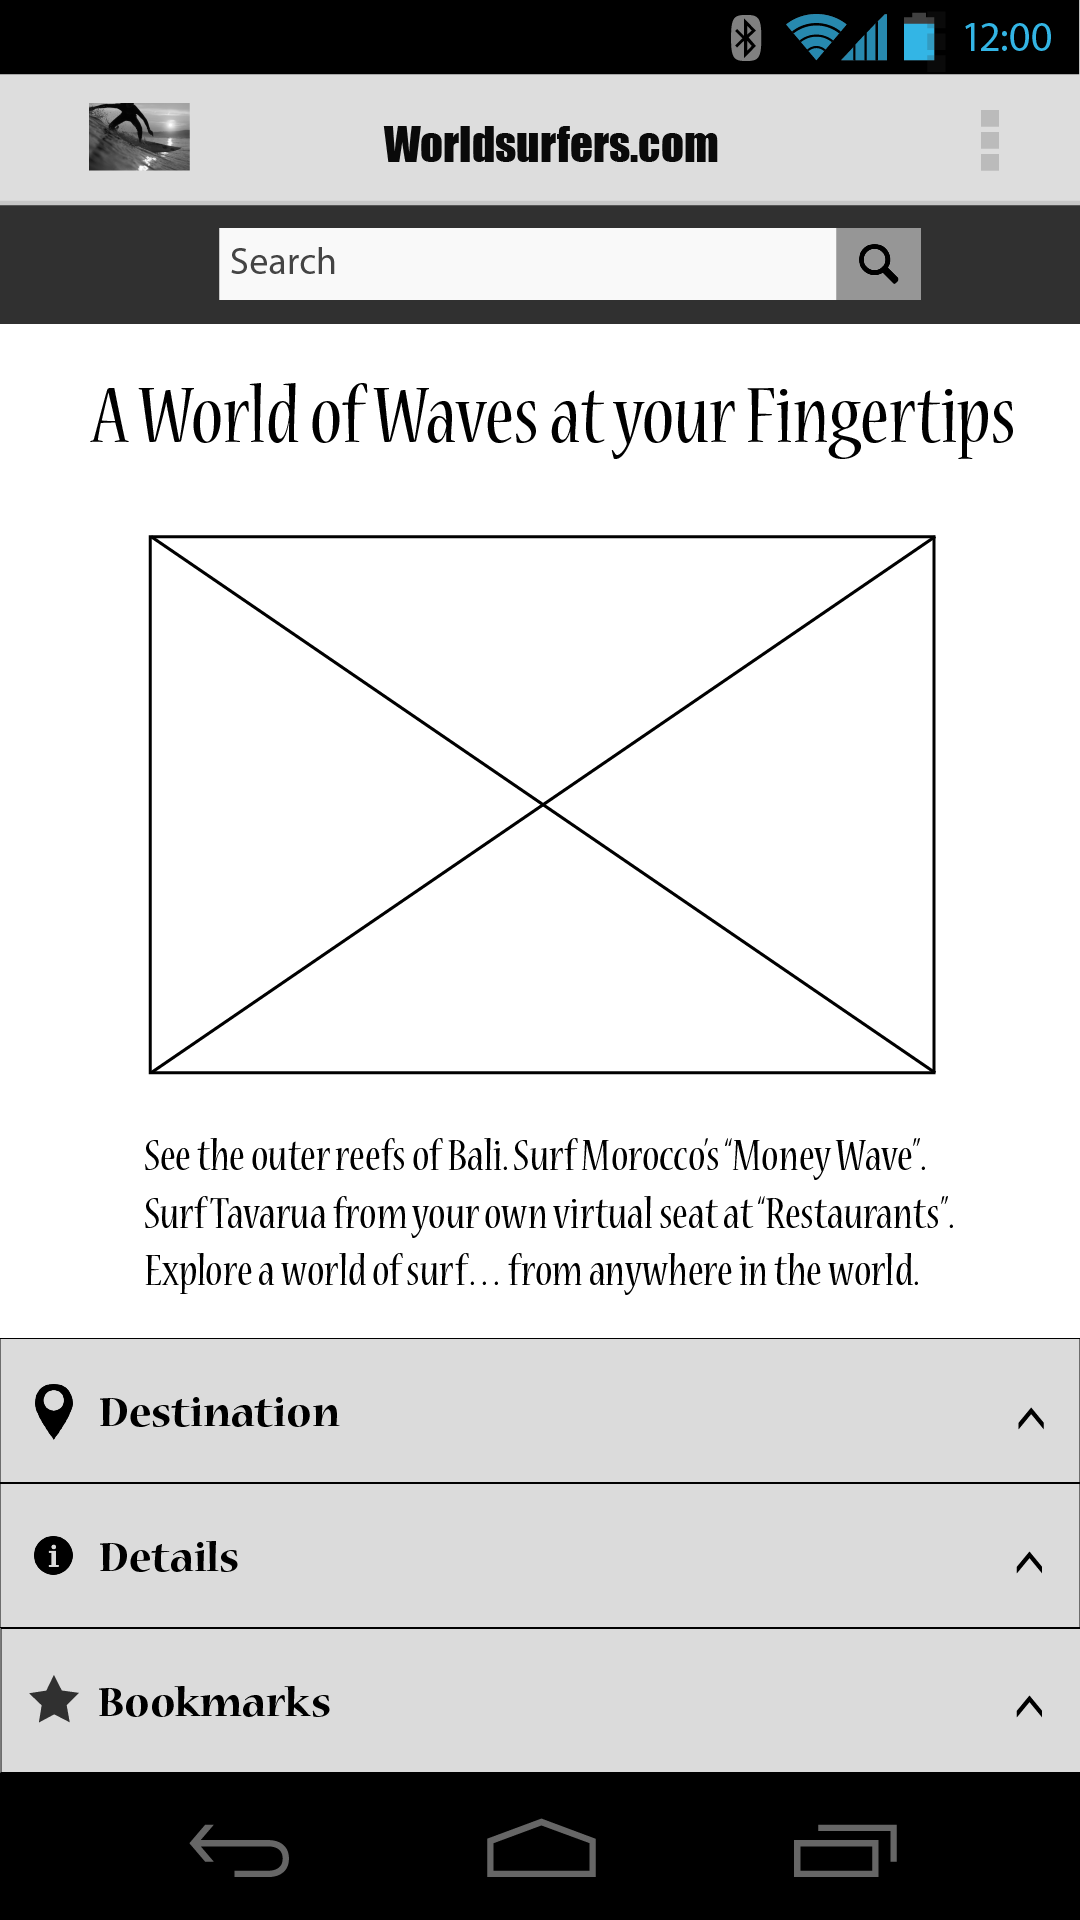 12:00
Worldsurfers.com
Search
A World of Waves at your Fingertips
See the outer reefs of Bali. Surf Morocco’s “Money Wave”.
Surf Tavarua from your own virtual seat at “Restaurants”.
Explore a world of surf… from anywhere in the world.
Destination
Details
Bookmarks